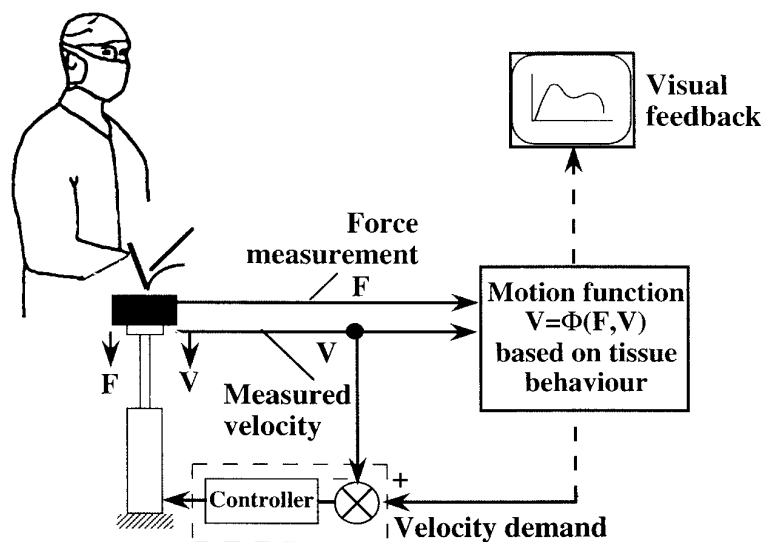 Visual
feedback
Force
measurement
F
Motion function
V=Φ(F,V)
based on tissue
behaviour
F
V
V
Measured
velocity
−
+
Controller
Velocity demand